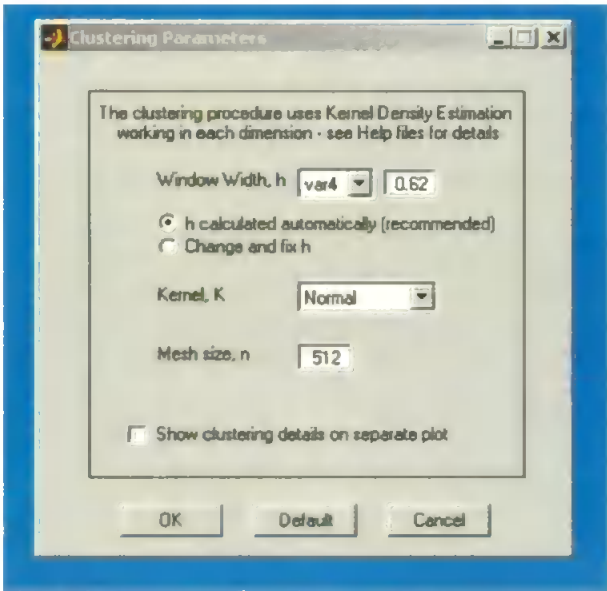 Clustering Parameters
The clustering procedure uses Kernel Density Estimation
working in each dimension - see Help files for details
Window Width, h var4 0.62
h calculated automatically (recommended)
Change and fix h
Kernel, K Normal
Mesh size, n 512
Show clustering details on separate plot
OK Default Cancel